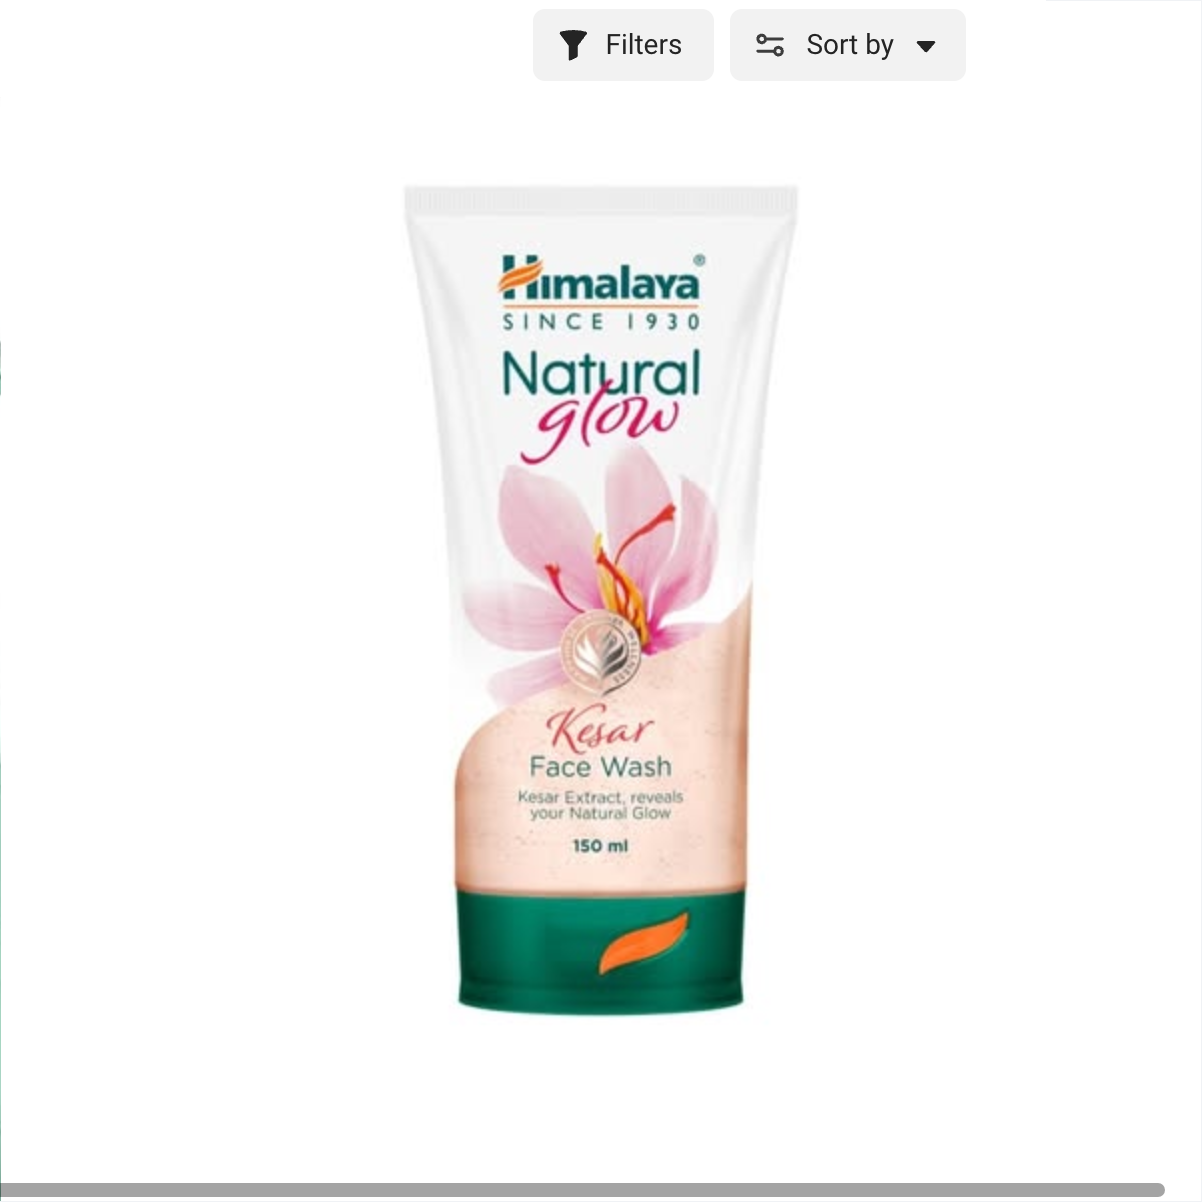 Filters
Sort by
Himalaya®
SINCE 1930
Natural
glow
Kesar
Face Wash
Kesar Extract, reveals
your Natural Glow
150 ml